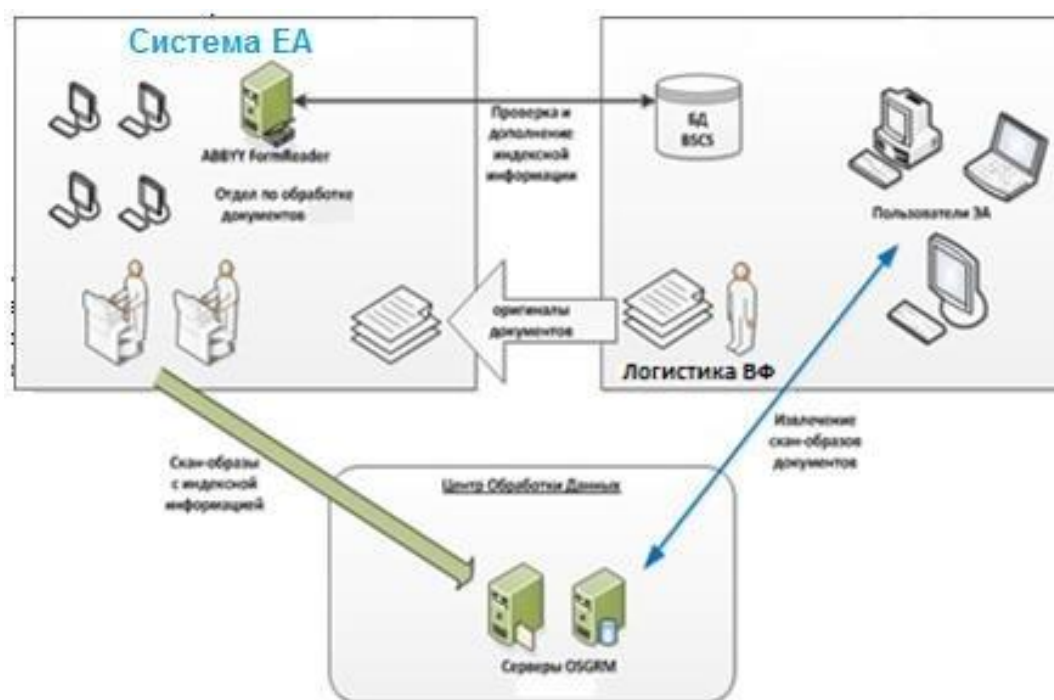 Система ЕА
ABBYY FormReader
Отдел по обработке
документов
Проверка и
дополнение
индексной
информации
БД
BSCS
Пользователи ЭА
оригиналы
документов
Логистика ВФ
Извлечение
скан-образов
документов
Скан-образы
с индексной
информацией
Центр Обработки Данных
Серверы OSGRM